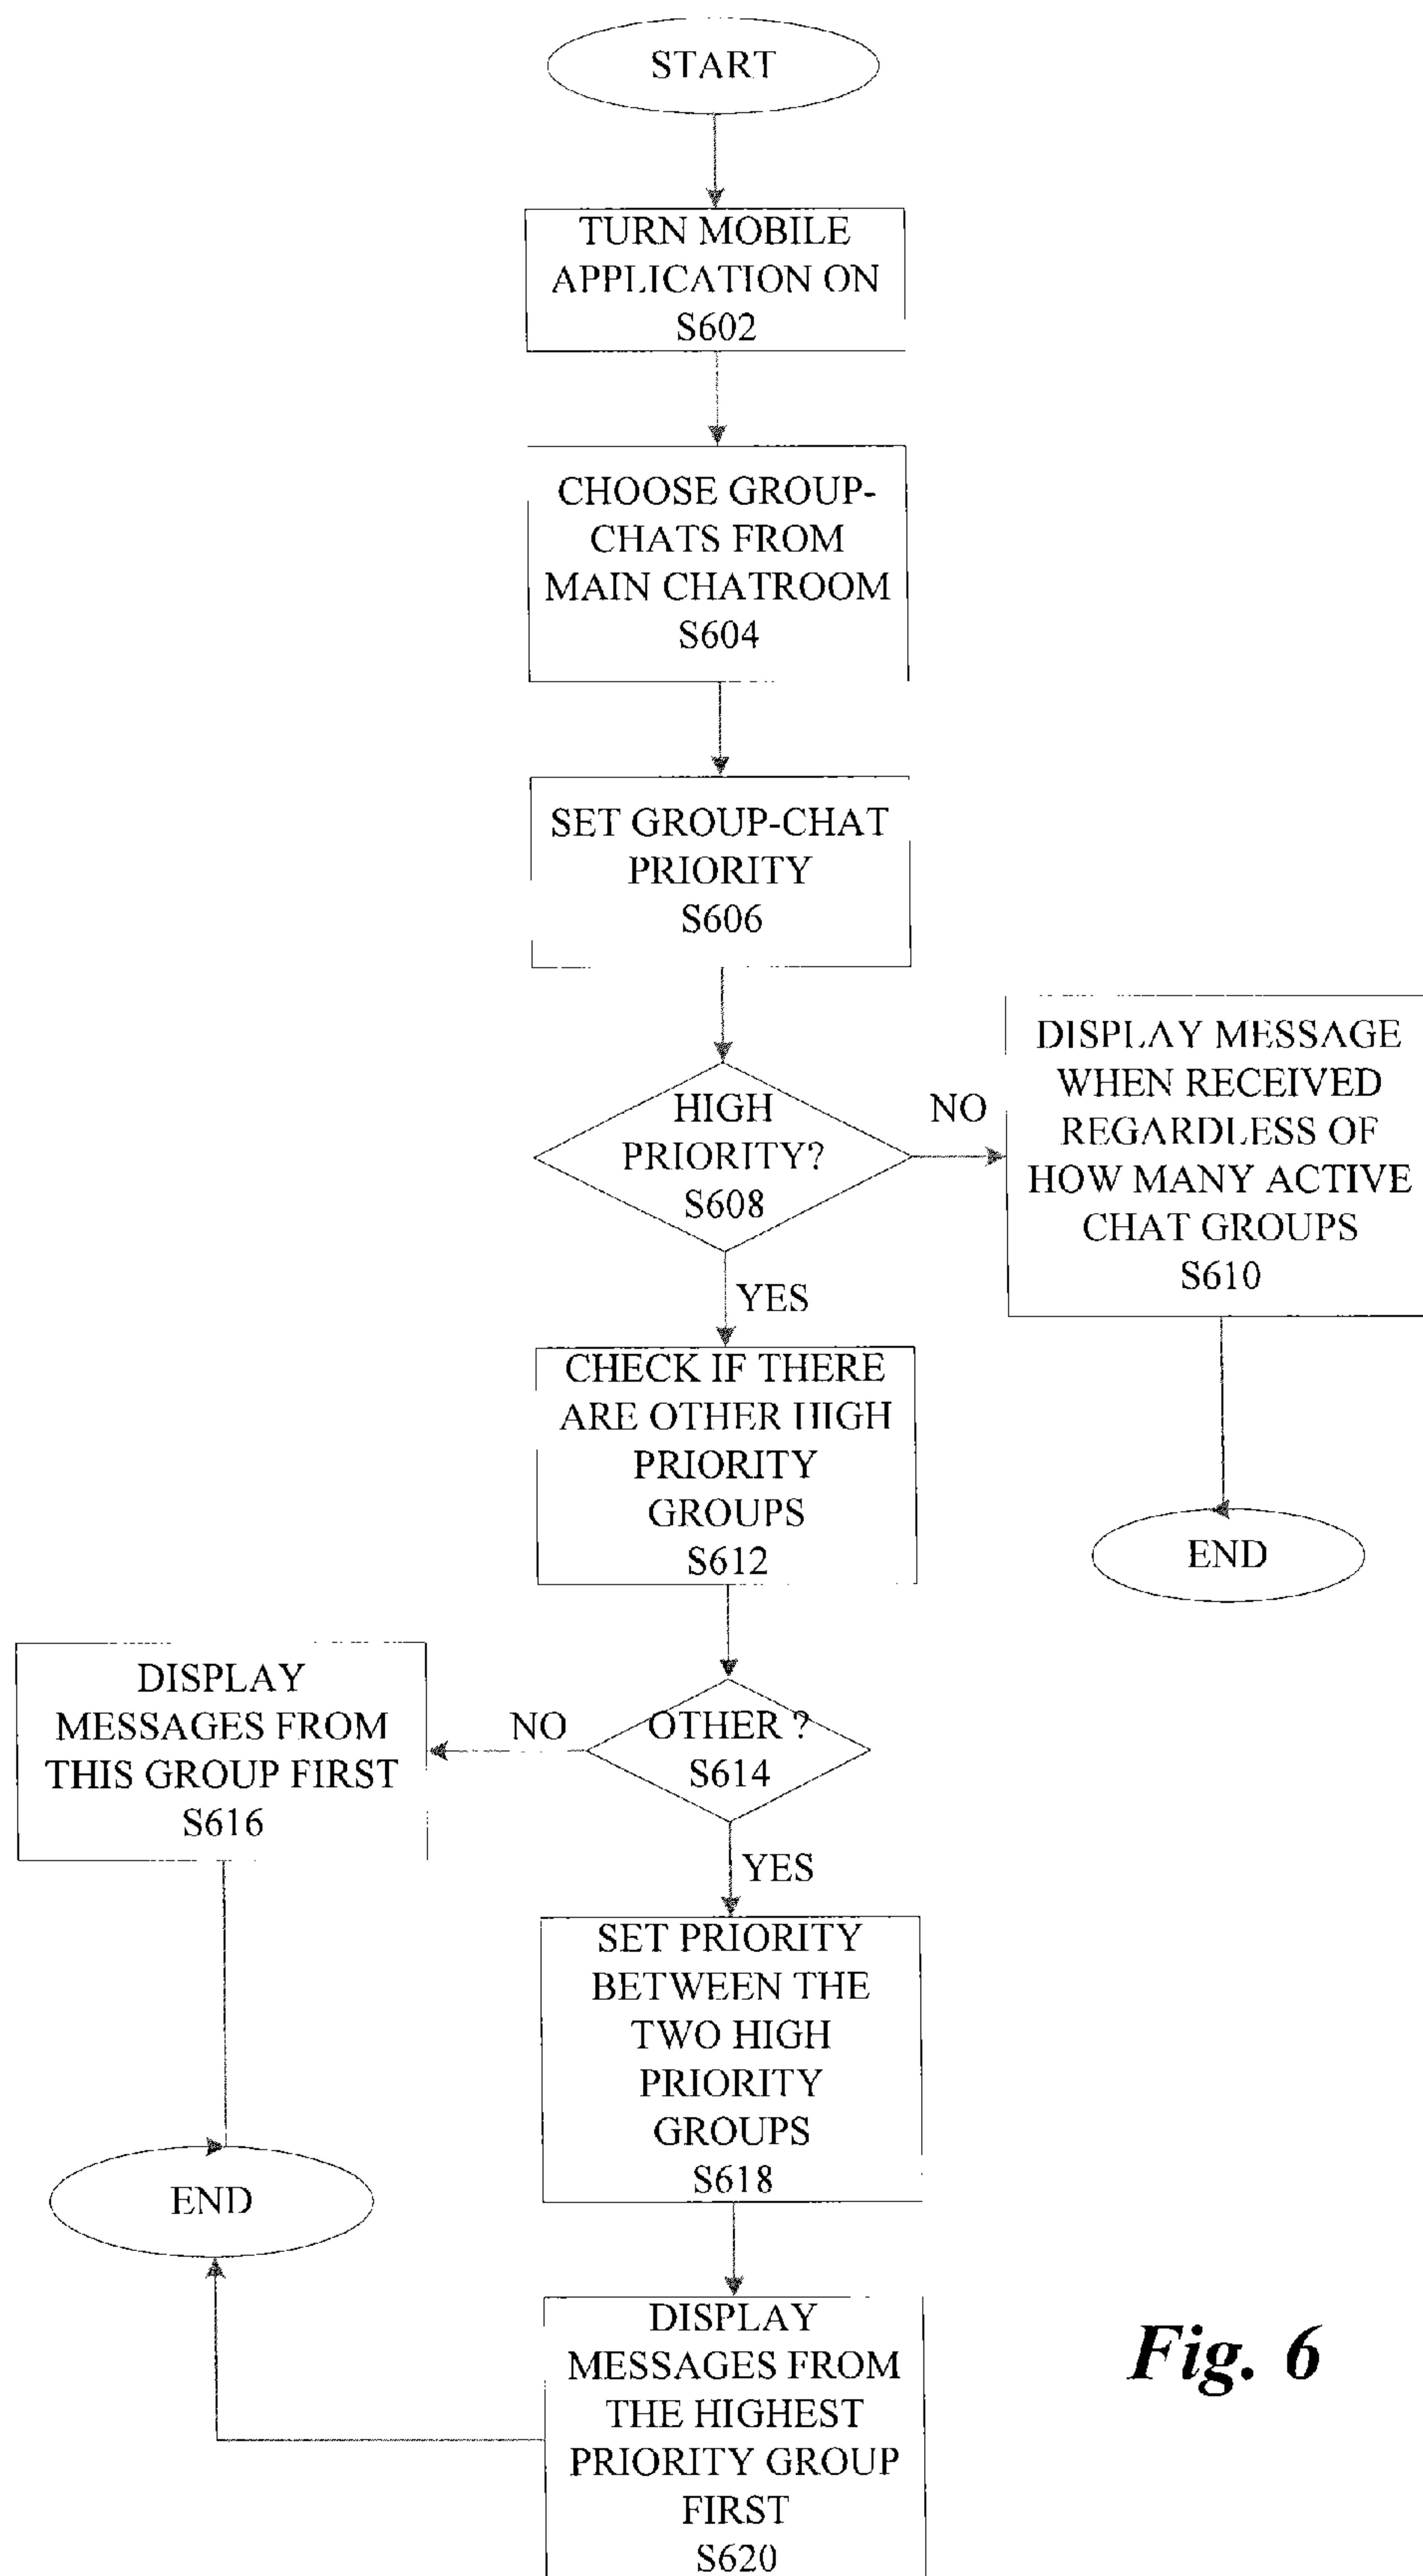 START
TURN MOBILE
APPLICATION ON
S602
CHOOSE GROUP-
CHATS FROM
MAIN CHATROOM
S604
SET GROUP-CHAT
PRIORITY
S606
HIGH
PRIORITY?
S608
NO
DISPLAY MESSAGE
WHEN RECEIVED
REGARDLESS OF
HOW MANY ACTIVE
CHAT GROUPS
S610
END
YES
CHECK IF THERE
ARE OTHER HIGH
PRIORITY
GROUPS
S612
OTHER ?
S614
NO
DISPLAY
MESSAGES FROM
THIS GROUP FIRST
S616
YES
SET PRIORITY
BETWEEN THE
TWO HIGH
PRIORITY
GROUPS
S618
END
DISPLAY
MESSAGES FROM
THE HIGHEST
PRIORITY GROUP
FIRST
S620
Fig. 6